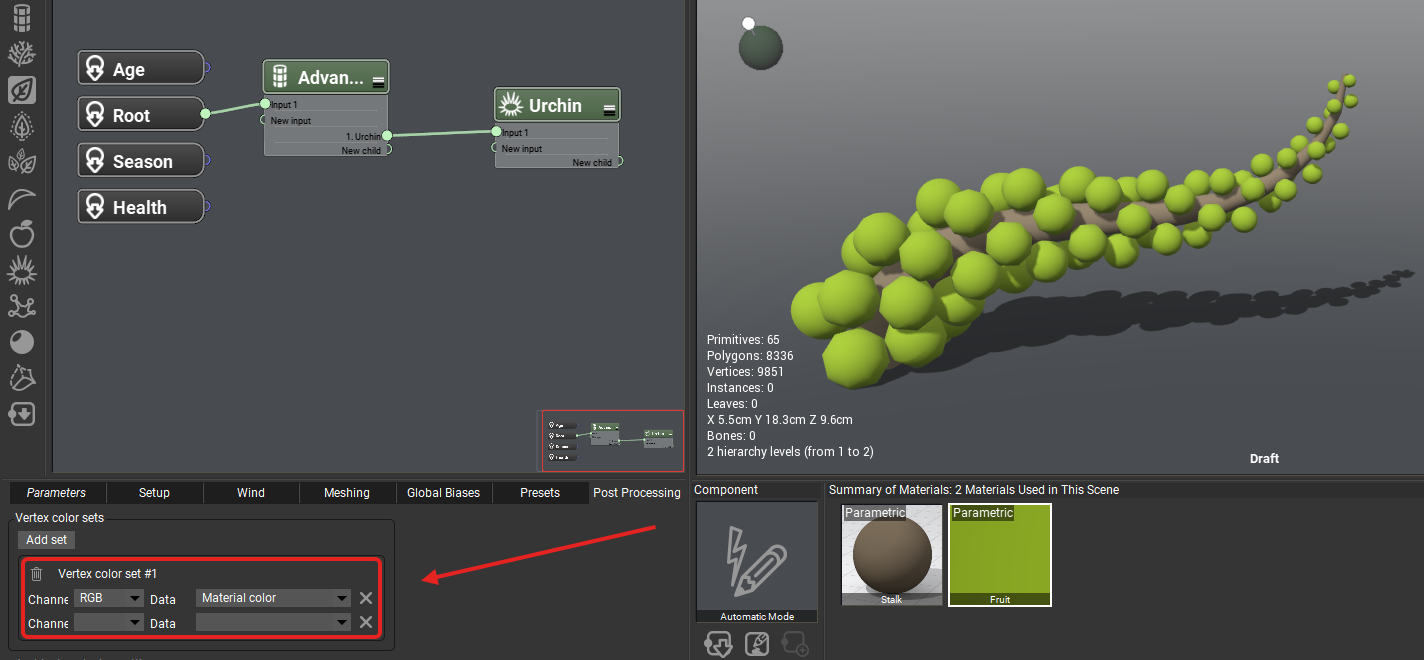 Age
Root
Season
Health
Advan...
Input 1
New input
1. Urchin
New child
Urchin
Input 1
New input
New child
Primitives: 65
Polygons: 8336
Vertices: 9851
Instances: 0
Leaves: 0
X 5.5cm Y 18.3cm Z 9.6cm
Bones: 0
2 hierarchy levels (from 1 to 2)
Draft
Parameters Setup Wind Meshing Global Biases Presets Post Processing
Vertex color sets
Add set
Vertex color set #1
Channe RGB Data Material color
Channe Data
Component
Automatic Mode
Summary of Materials: 2 Materials Used in This Scene
Parametric
Stalk
Parametric
Fruit